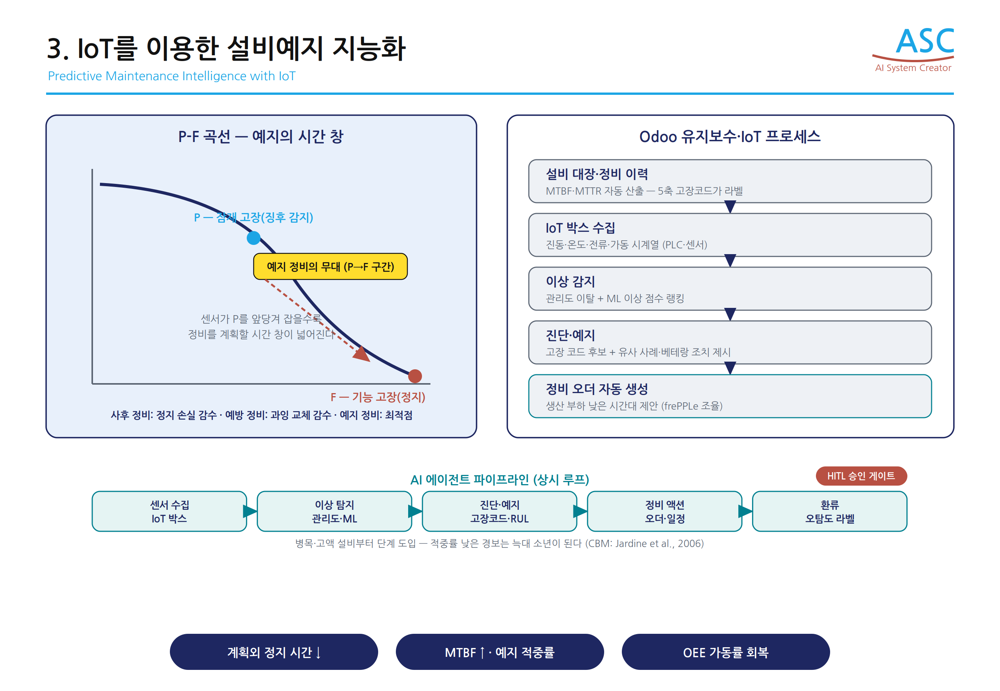 3. IoT를 이용한 설비예지 지능화
Predictive Maintenance Intelligence with IoT
ASC
AI System Creator
P-F 곡선 — 예지의 시간 창
P — 잠재 고장(징후 감지)
예지 정비의 무대 (P→F 구간)
센서가 P를 앞당겨 잡을수록
정비를 계획할 시간 창이 넓어진다
F — 기능 고장(정지)
사후 정비: 정지 손실 감수 · 예방 정비: 과잉 교체 감수 · 예지 정비: 최적점
Odoo 유지보수·IoT 프로세스
설비 대장·정비 이력
MTBF·MTTR 자동 산출 — 5축 고장코드가 라벨
IoT 박스 수집
진동·온도·전류·가동 시계열 (PLC·센서)
이상 감지
관리도 이탈 + ML 이상 점수 랭킹
진단·예지
고장 코드 후보 + 유사 사례·베테랑 조치 제시
정비 오더 자동 생성
생산 부하 낮은 시간대 제안 (frePPLe 조율)
AI 에이전트 파이프라인 (상시 루프)
HITL 승인 게이트
센서 수집
IoT 박스
이상 탐지
관리도·ML
진단·예지
고장코드·RUL
정비 액션
오더·일정
환류
오탐도 라벨
병목·고액 설비부터 단계 도입 — 적중률 낮은 경보는 늑대 소년이 된다 (CBM: Jardine et al., 2006)
계획외 정지 시간 ↓
MTBF ↑ · 예지 적중률
OEE 가동률 회복